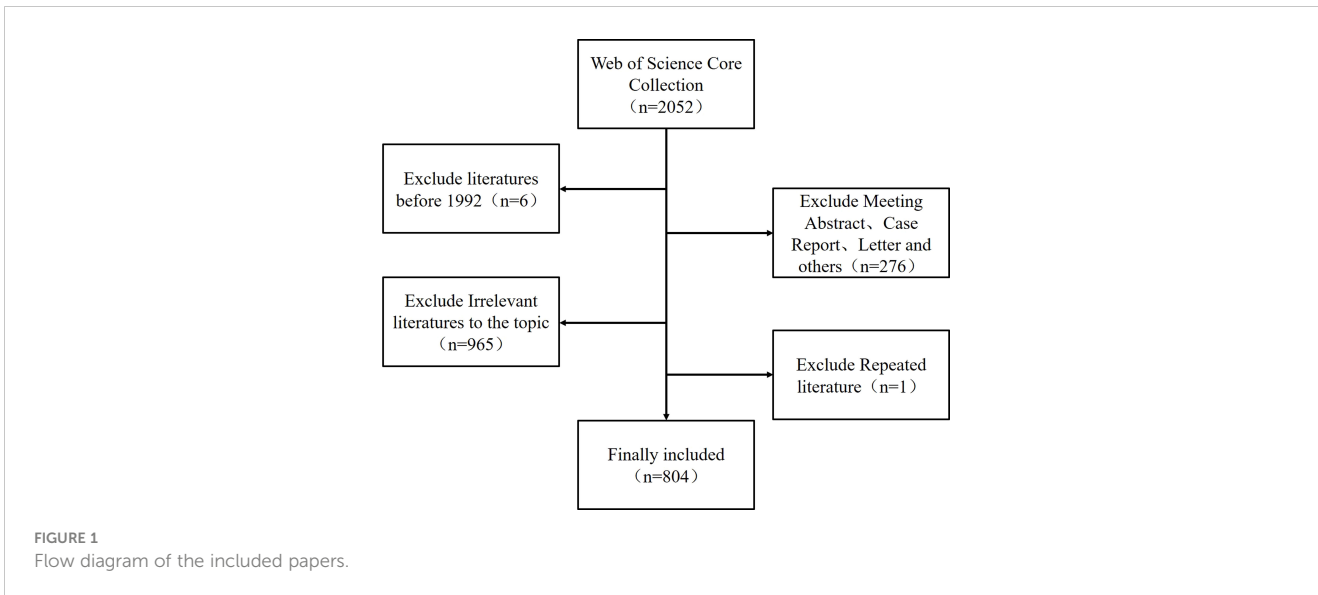 Web of Science Core
Collection
（n=2052）
Exclude literatures
before 1992（n=6）
Exclude Meeting
Abstract、Case
Report、Letter and
others（n=276）
Exclude Irrelevant
literatures to the topic
（n=965）
Exclude Repeated
literature（n=1）
Finally included
（n=804）
FIGURE 1
Flow diagram of the included papers.